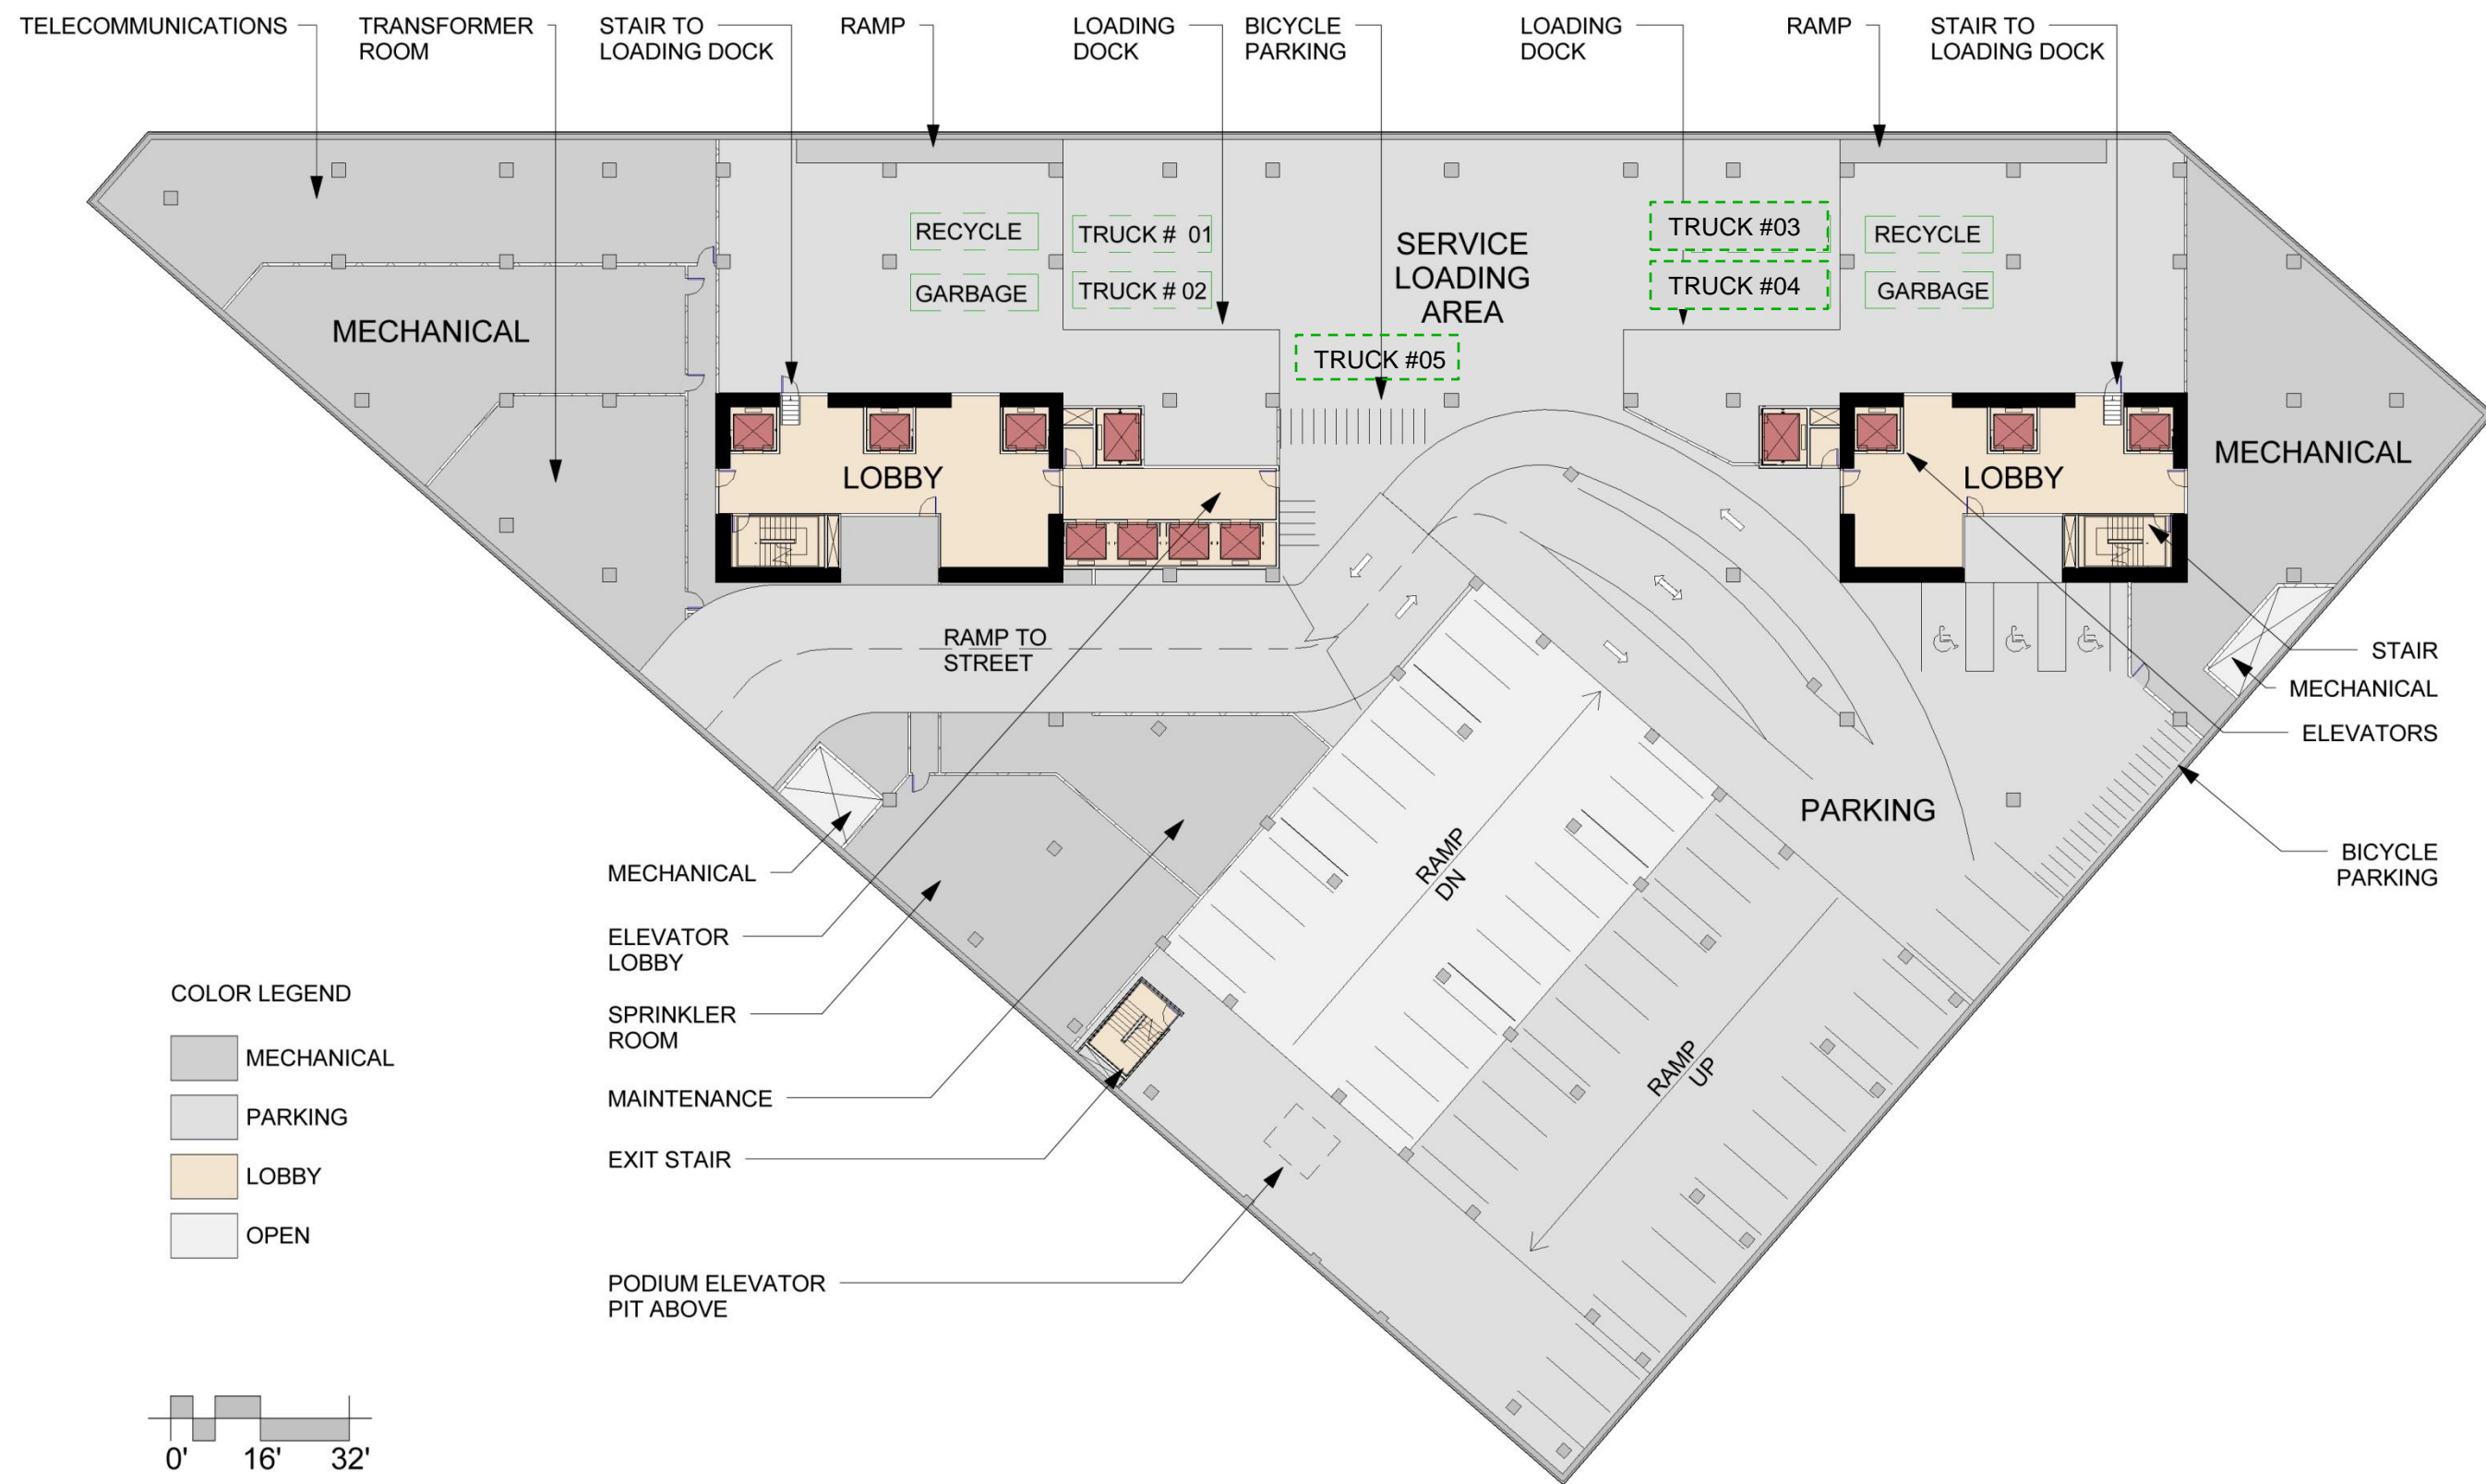 TELECOMMUNICATIONS
TRANSFORMER
ROOM
STAIR TO
LOADING DOCK
RAMP
LOADING
DOCK
BICYCLE
PARKING
LOADING
DOCK
RAMP
STAIR TO
LOADING DOCK
RECYCLE
TRUCK # 01
GARBAGE
TRUCK # 02
SERVICE
LOADING
AREA
TRUCK #03
TRUCK #04
RECYCLE
GARBAGE
MECHANICAL
TRUCK #05
LOBBY
LOBBY
MECHANICAL
RAMP TO
STREET
STAIR
MECHANICAL
ELEVATORS
PARKING
BICYCLE
PARKING
RAMP
DN
RAMP
UP
MECHANICAL
ELEVATOR
LOBBY
SPRINKLER
ROOM
MAINTENANCE
EXIT STAIR
PODIUM ELEVATOR
PIT ABOVE
COLOR LEGEND
MECHANICAL
PARKING
LOBBY
OPEN
0' 16' 32'